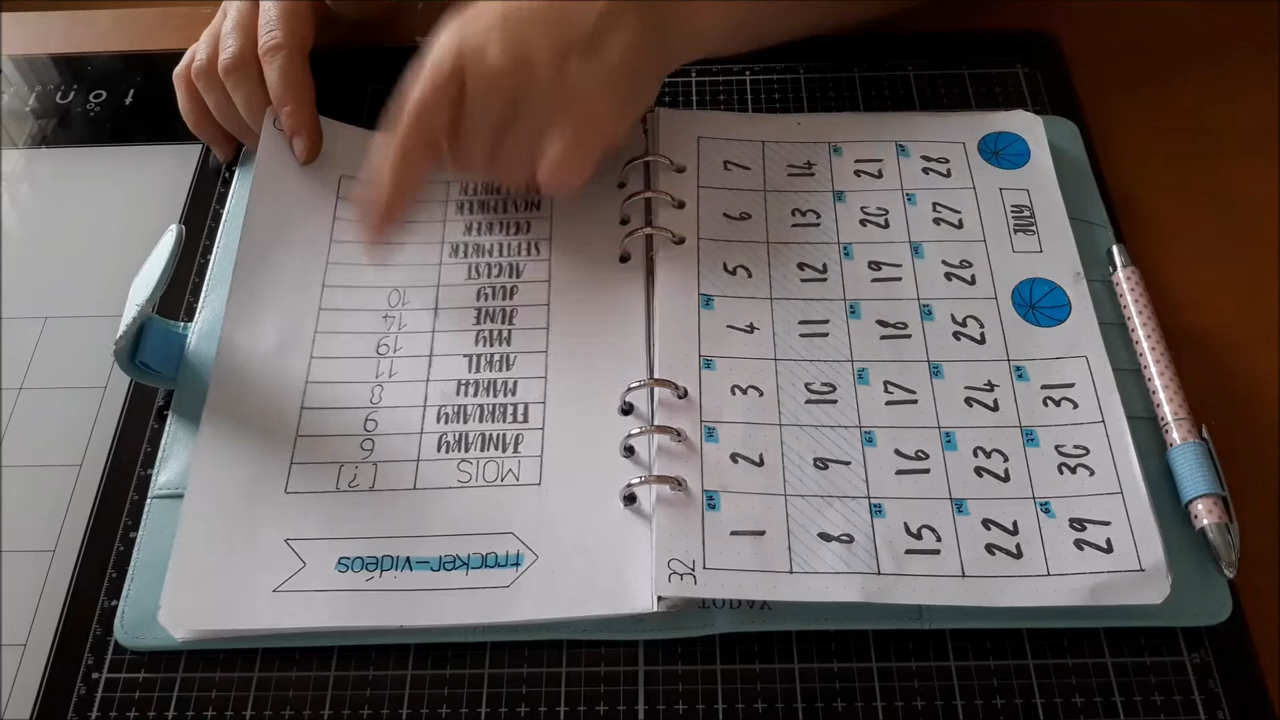 tracker-vidéos
MOIS [?]
JANUARY 6
FEBRUARY 9
MARCH 8
APRIL 11
MAY 19
JUNE 14
JULY 10
AUGUST
SEPTEMBER
OCTOBER
NOVEMBER
DECEMBER
JULY
1 2 3 4 5 6 7
8 9 10 11 12 13 14
15 16 17 18 19 20 21
22 23 24 25 26 27 28
29 30 31
32
TODAY